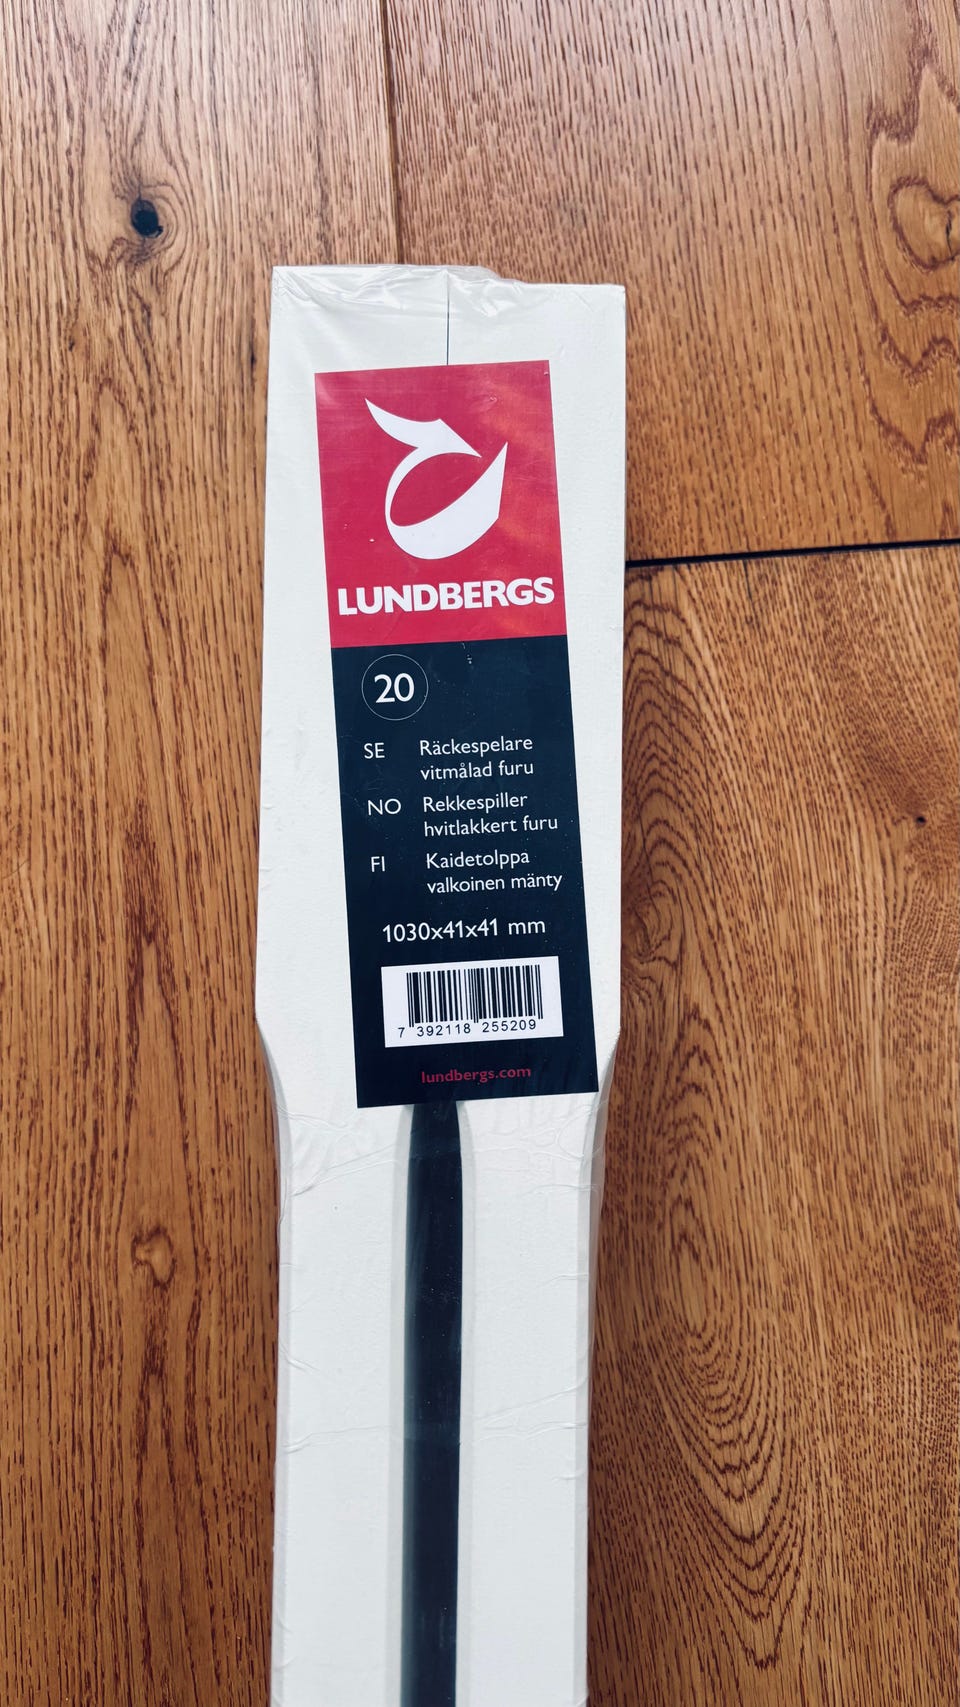 LUNDBERGS
20
SE Räckespelare
vitmålad furu
NO Rekkespiller
hvitlakkert furu
FI Kaidetolppa
valkoinen mänty
1030x41x41 mm
7 392118 255209
lundbergs.com